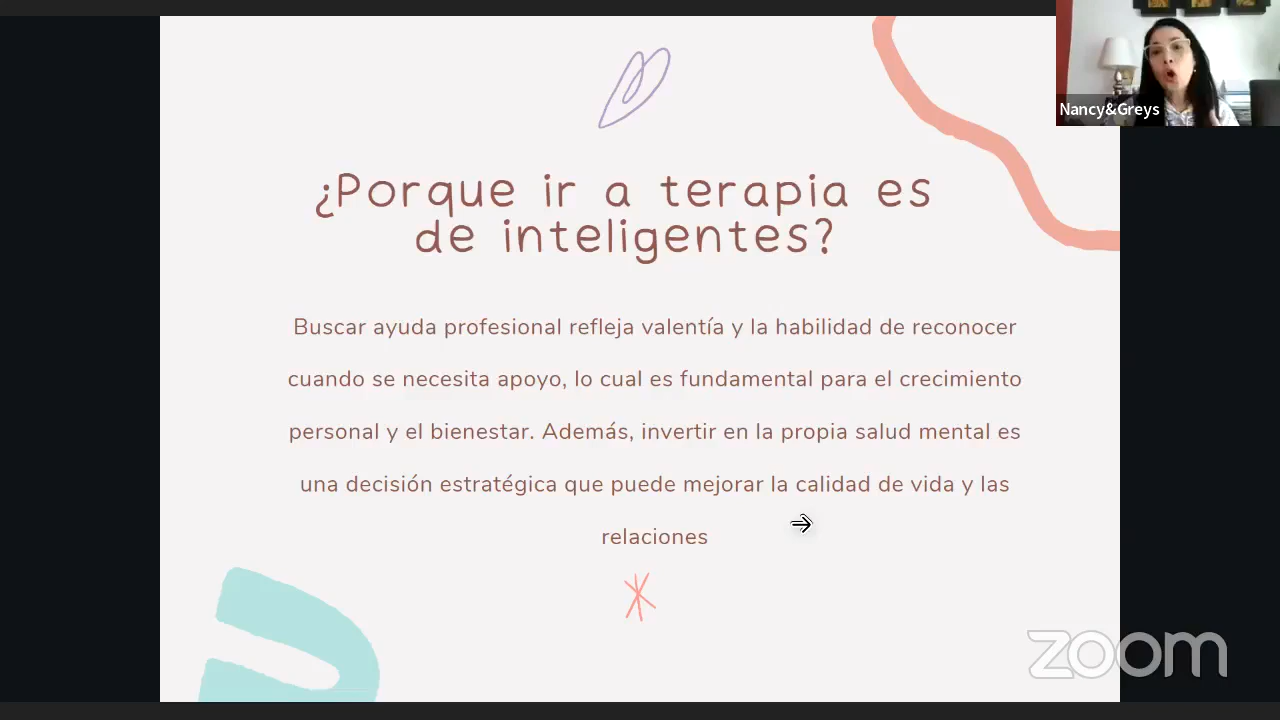 Nancy&Greys
¿Porque ir a terapia es
de inteligentes?
Buscar ayuda profesional refleja valentía y la habilidad de reconocer
cuando se necesita apoyo, lo cual es fundamental para el crecimiento
personal y el bienestar. Además, invertir en la propia salud mental es
una decisión estratégica que puede mejorar la calidad de vida y las
relaciones
zoom